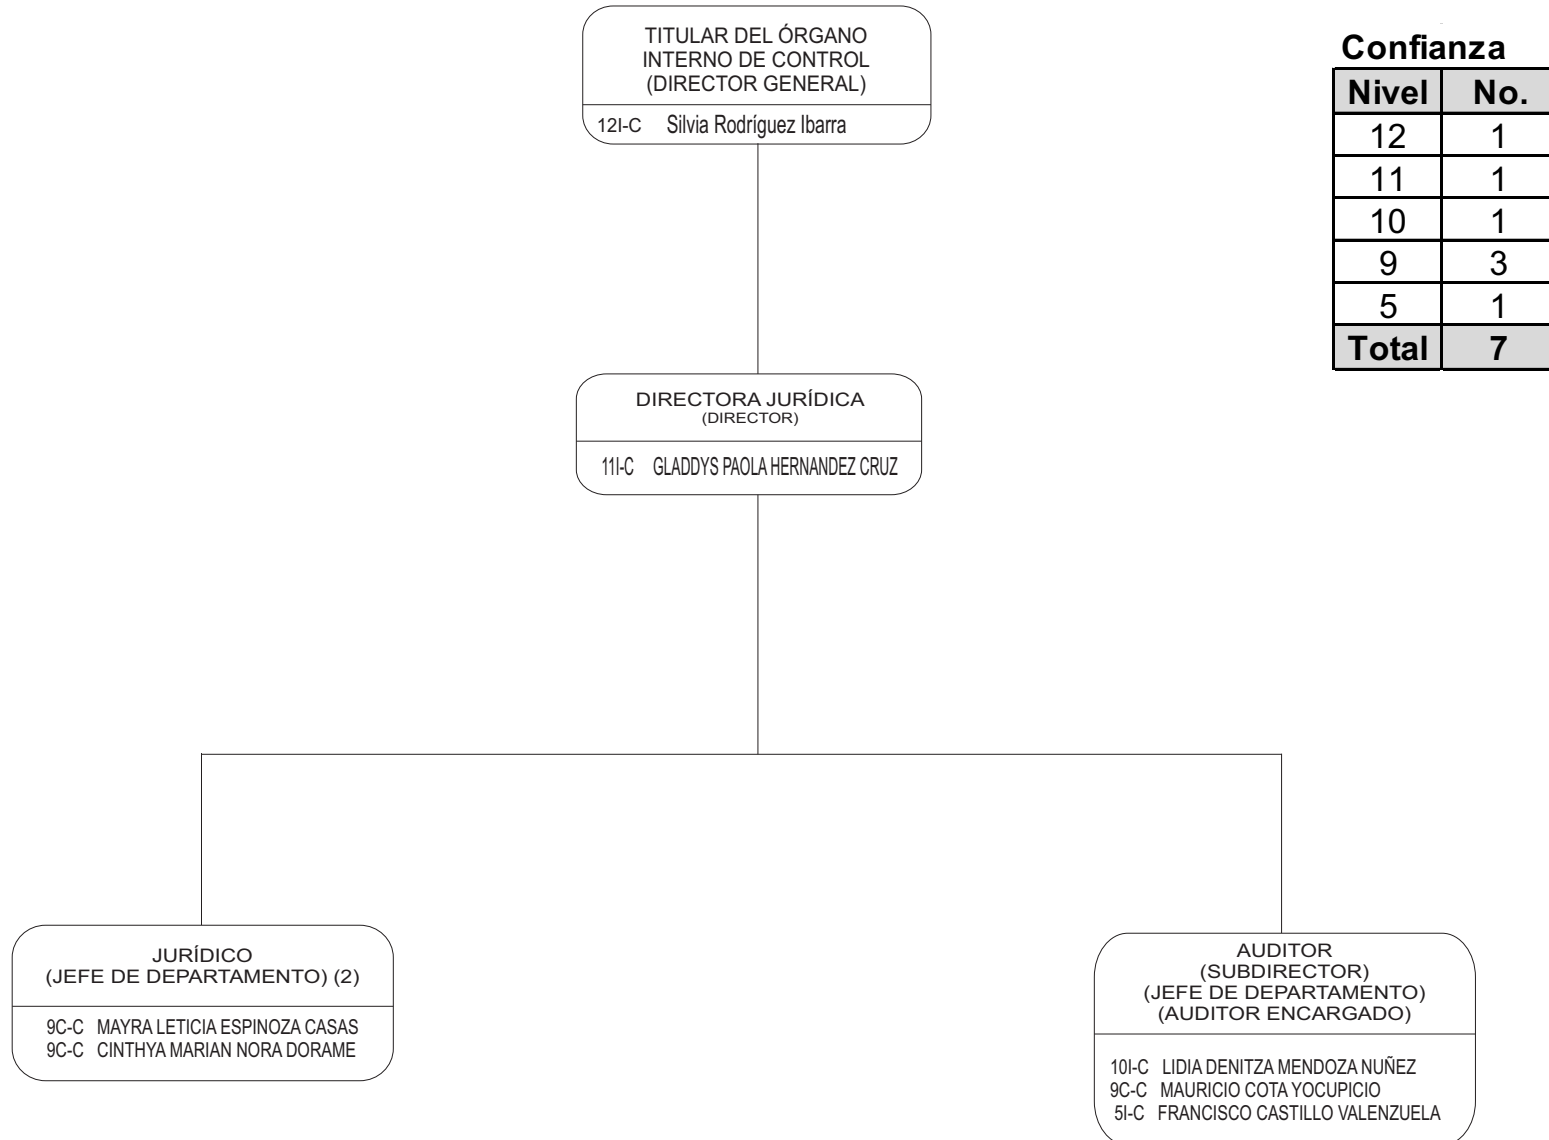 TITULAR DEL ÓRGANO
INTERNO DE CONTROL
(DIRECTOR GENERAL)
12I-C Silvia Rodríguez Ibarra
Confianza
Nivel No.
12 1
11 1
10 1
9 3
5 1
Total 7
DIRECTORA JURÍDICA
(DIRECTOR)
11I-C GLADDYS PAOLA HERNANDEZ CRUZ
JURÍDICO
(JEFE DE DEPARTAMENTO) (2)
9C-C MAYRA LETICIA ESPINOZA CASAS
9C-C CINTHYA MARIAN NORA DORAME
AUDITOR
(SUBDIRECTOR)
(JEFE DE DEPARTAMENTO)
(AUDITOR ENCARGADO)
10I-C LIDIA DENITZA MENDOZA NUÑEZ
9C-C MAURICIO COTA YOCUPICIO
5I-C FRANCISCO CASTILLO VALENZUELA